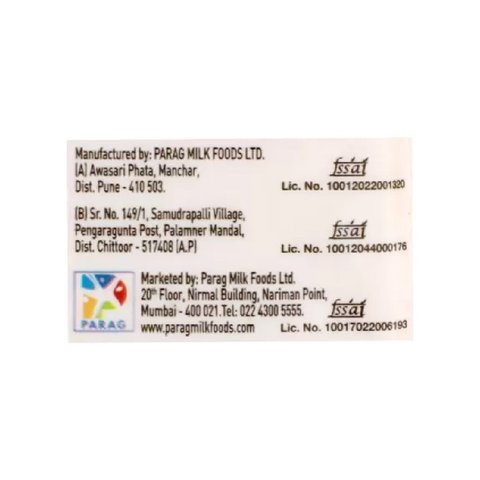 Manufactured by: PARAG MILK FOODS LTD.
(A) Awasari Phata, Manchar,
Dist. Pune - 410 503.
fssai
Lic. No. 10012022001320
(B) Sr. No. 149/1, Samudrapalli Village,
Pengaragunta Post, Palamner Mandal,
Dist. Chittoor - 517408 (A.P)
fssai
Lic. No. 10012044000176
PARAG
Marketed by: Parag Milk Foods Ltd.
20th Floor, Nirmal Building, Nariman Point,
Mumbai - 400 021.Tel: 022 4300 5555.
www.paragmilkfoods.com
fssai
Lic. No. 10017022006193